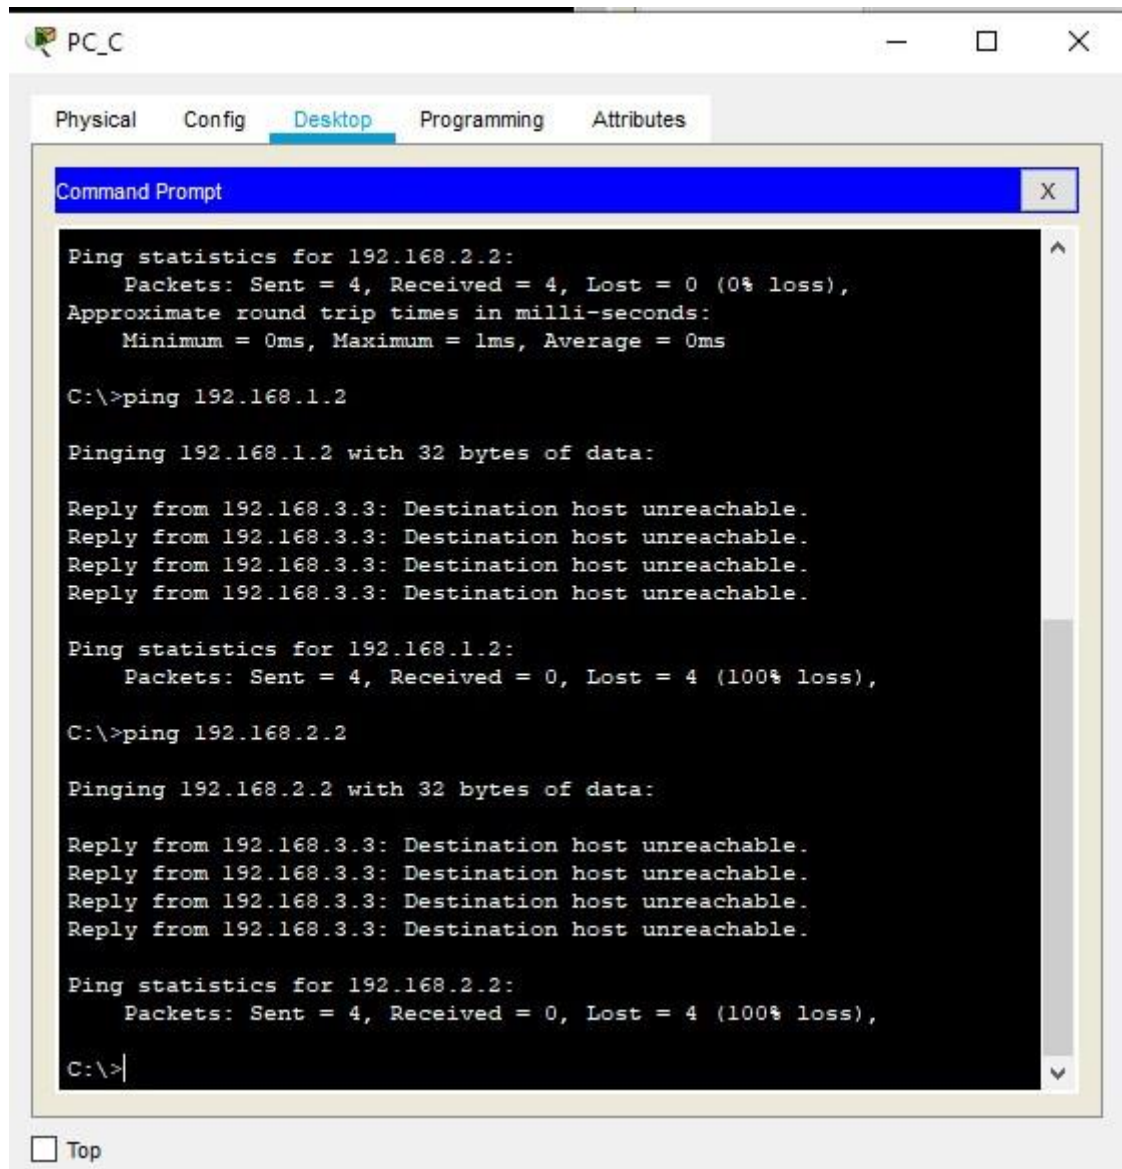 PC_C
Physical Config Desktop Programming Attributes
Command Prompt
X
Ping statistics for 192.168.2.2:
Packets: Sent = 4, Received = 4, Lost = 0 (0% loss),
Approximate round trip times in milli-seconds:
Minimum = 0ms, Maximum = 1ms, Average = 0ms
C:\>ping 192.168.1.2
Pinging 192.168.1.2 with 32 bytes of data:
Reply from 192.168.3.3: Destination host unreachable.
Reply from 192.168.3.3: Destination host unreachable.
Reply from 192.168.3.3: Destination host unreachable.
Reply from 192.168.3.3: Destination host unreachable.
Ping statistics for 192.168.1.2:
Packets: Sent = 4, Received = 0, Lost = 4 (100% loss),
C:\>ping 192.168.2.2
Pinging 192.168.2.2 with 32 bytes of data:
Reply from 192.168.3.3: Destination host unreachable.
Reply from 192.168.3.3: Destination host unreachable.
Reply from 192.168.3.3: Destination host unreachable.
Reply from 192.168.3.3: Destination host unreachable.
Ping statistics for 192.168.2.2:
Packets: Sent = 4, Received = 0, Lost = 4 (100% loss),
C:\>
Top